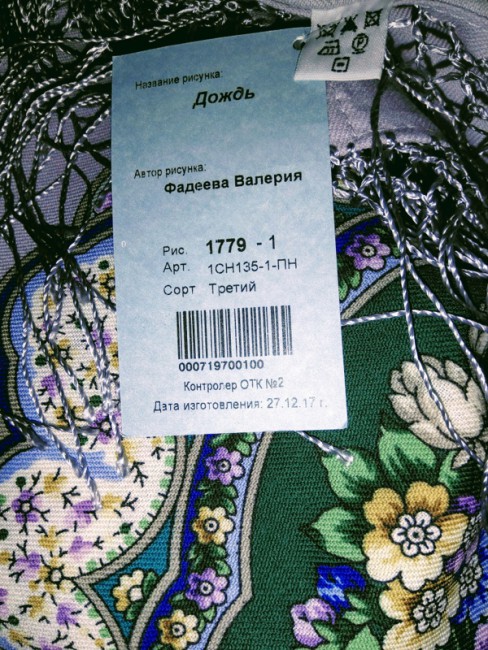 Название рисунка:
Дождь
Автор рисунка:
Фадеева Валерия
Рис. 1779 - 1
Арт. 1СН135-1-ПН
Сорт Третий
000719700100
Контролер ОТК №2
Дата изготовления: 27.12.17 г.